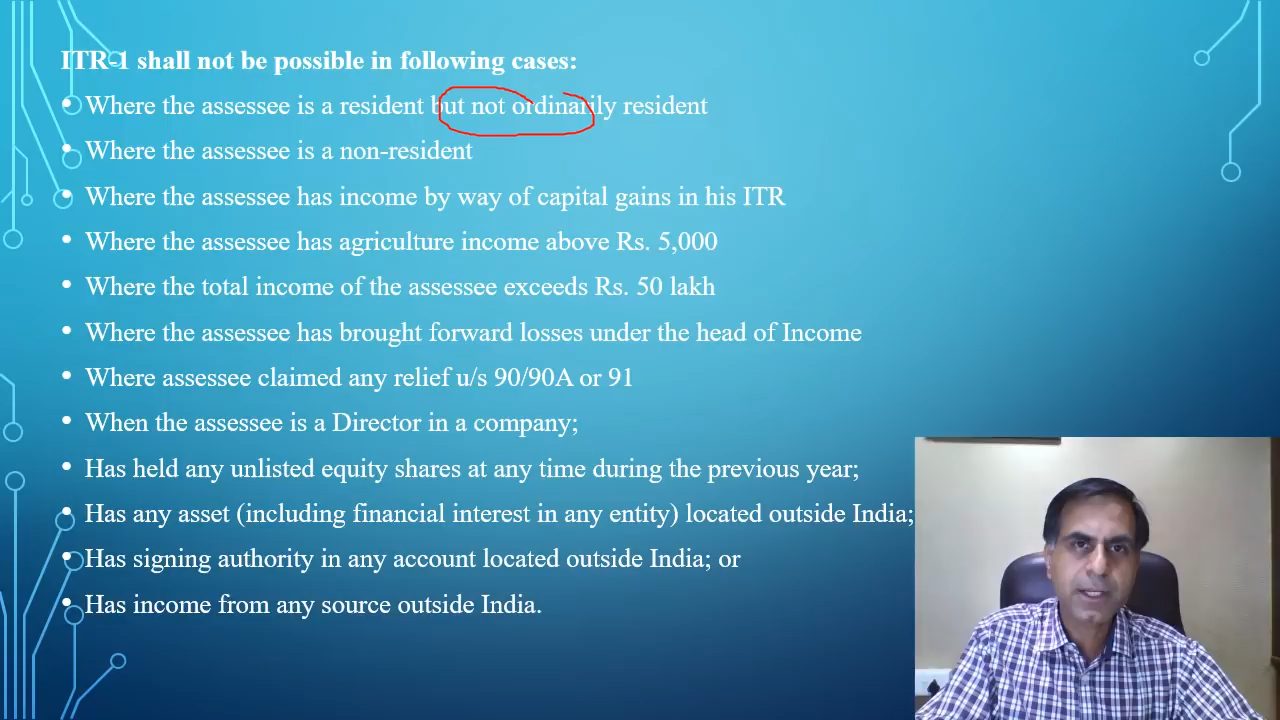 ITR-1 shall not be possible in following cases:
• Where the assessee is a resident but not ordinarily resident
• Where the assessee is a non-resident
• Where the assessee has income by way of capital gains in his ITR
• Where the assessee has agriculture income above Rs. 5,000
• Where the total income of the assessee exceeds Rs. 50 lakh
• Where the assessee has brought forward losses under the head of Income
• Where assessee claimed any relief u/s 90/90A or 91
• When the assessee is a Director in a company;
• Has held any unlisted equity shares at any time during the previous year;
• Has any asset (including financial interest in any entity) located outside India;
• Has signing authority in any account located outside India; or
• Has income from any source outside India.